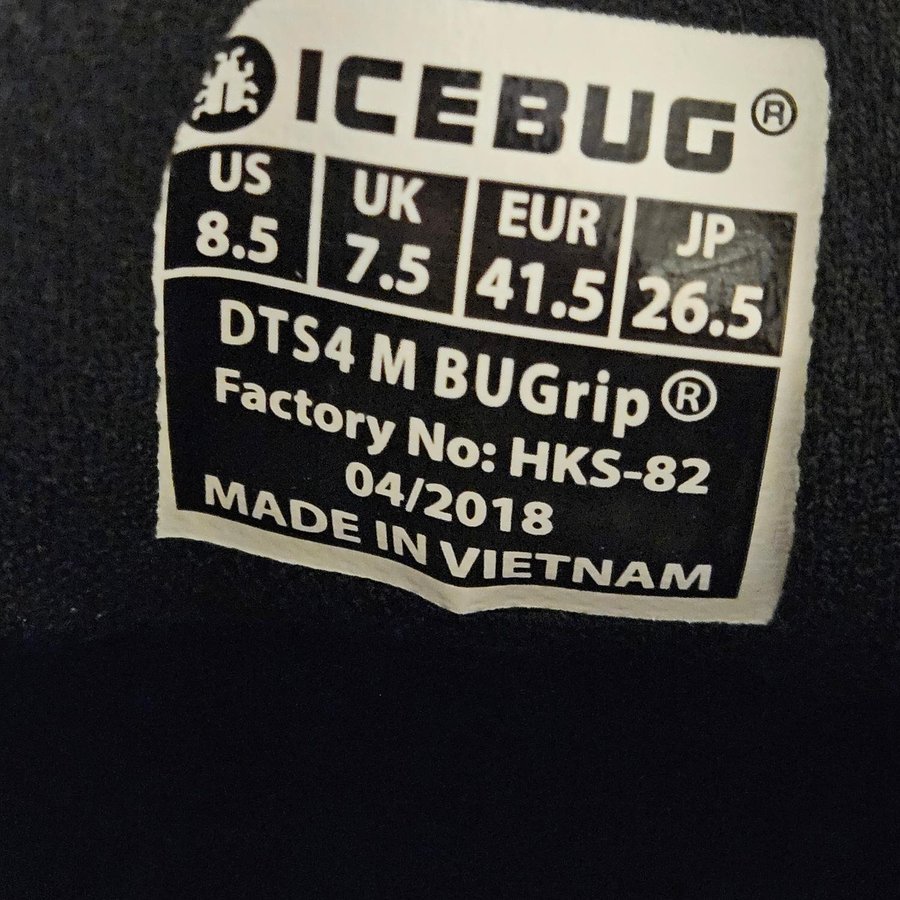 ICEBUG®
US UK EUR JP
8.5 7.5 41.5 26.5
DTS4 M BUGrip®
Factory No: HKS-82
04/2018
MADE IN VIETNAM